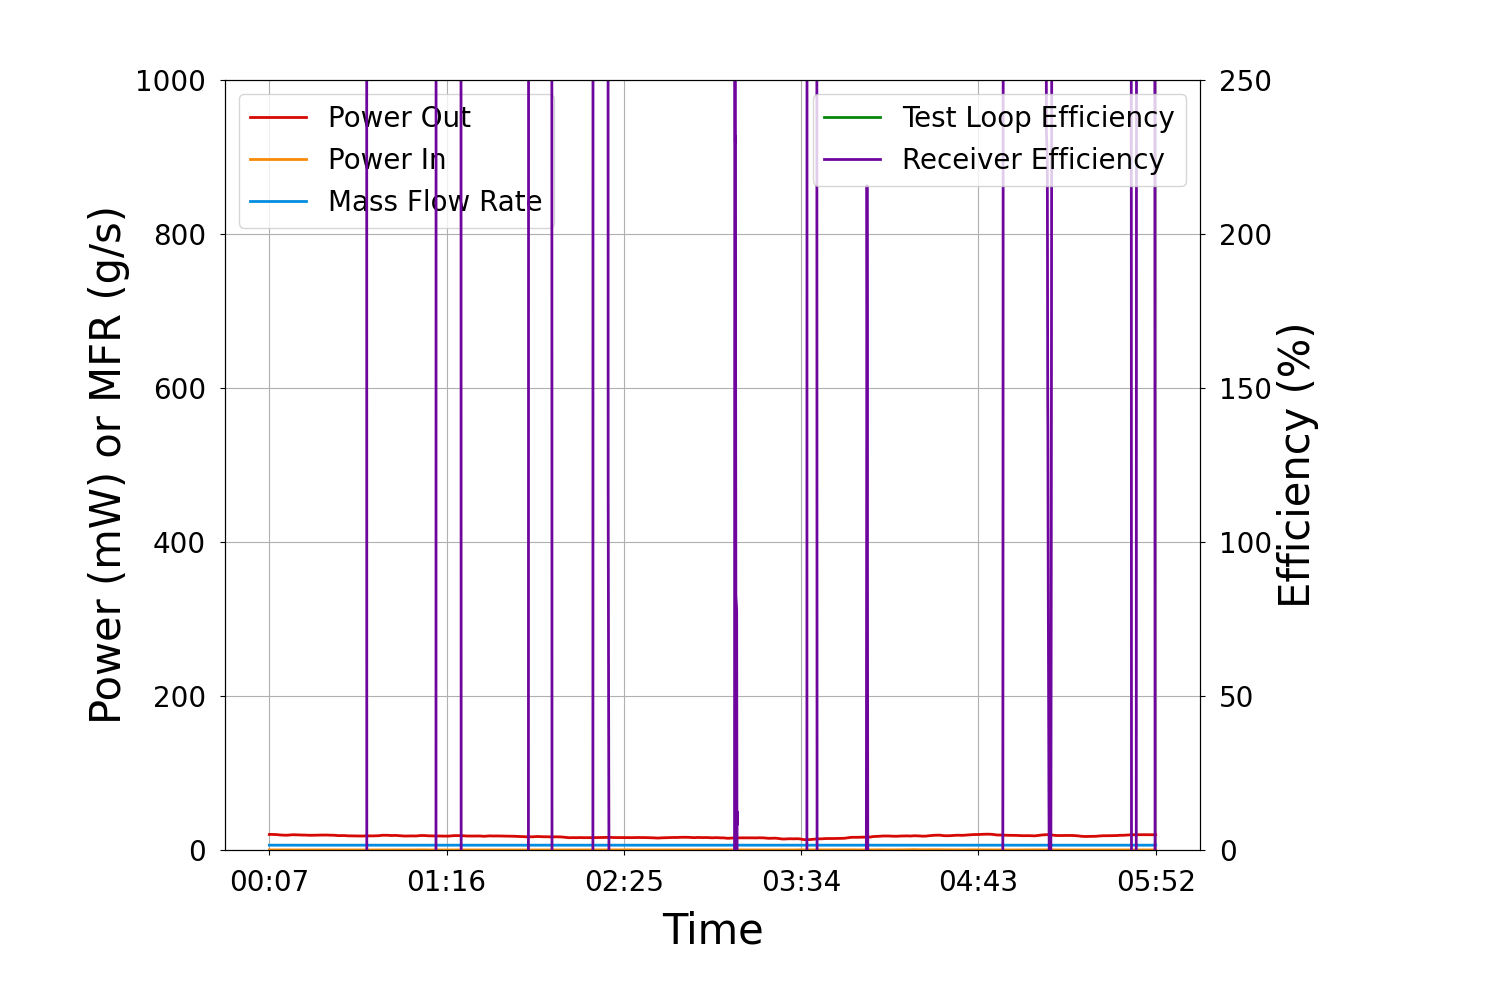 1000
800
600
400
200
0
Power (mW) or MFR (g/s)
Power Out
Power In
Mass Flow Rate
Test Loop Efficiency
Receiver Efficiency
250
200
150
100
50
0
Efficiency (%)
00:07 01:16 02:25 03:34 04:43 05:52
Time